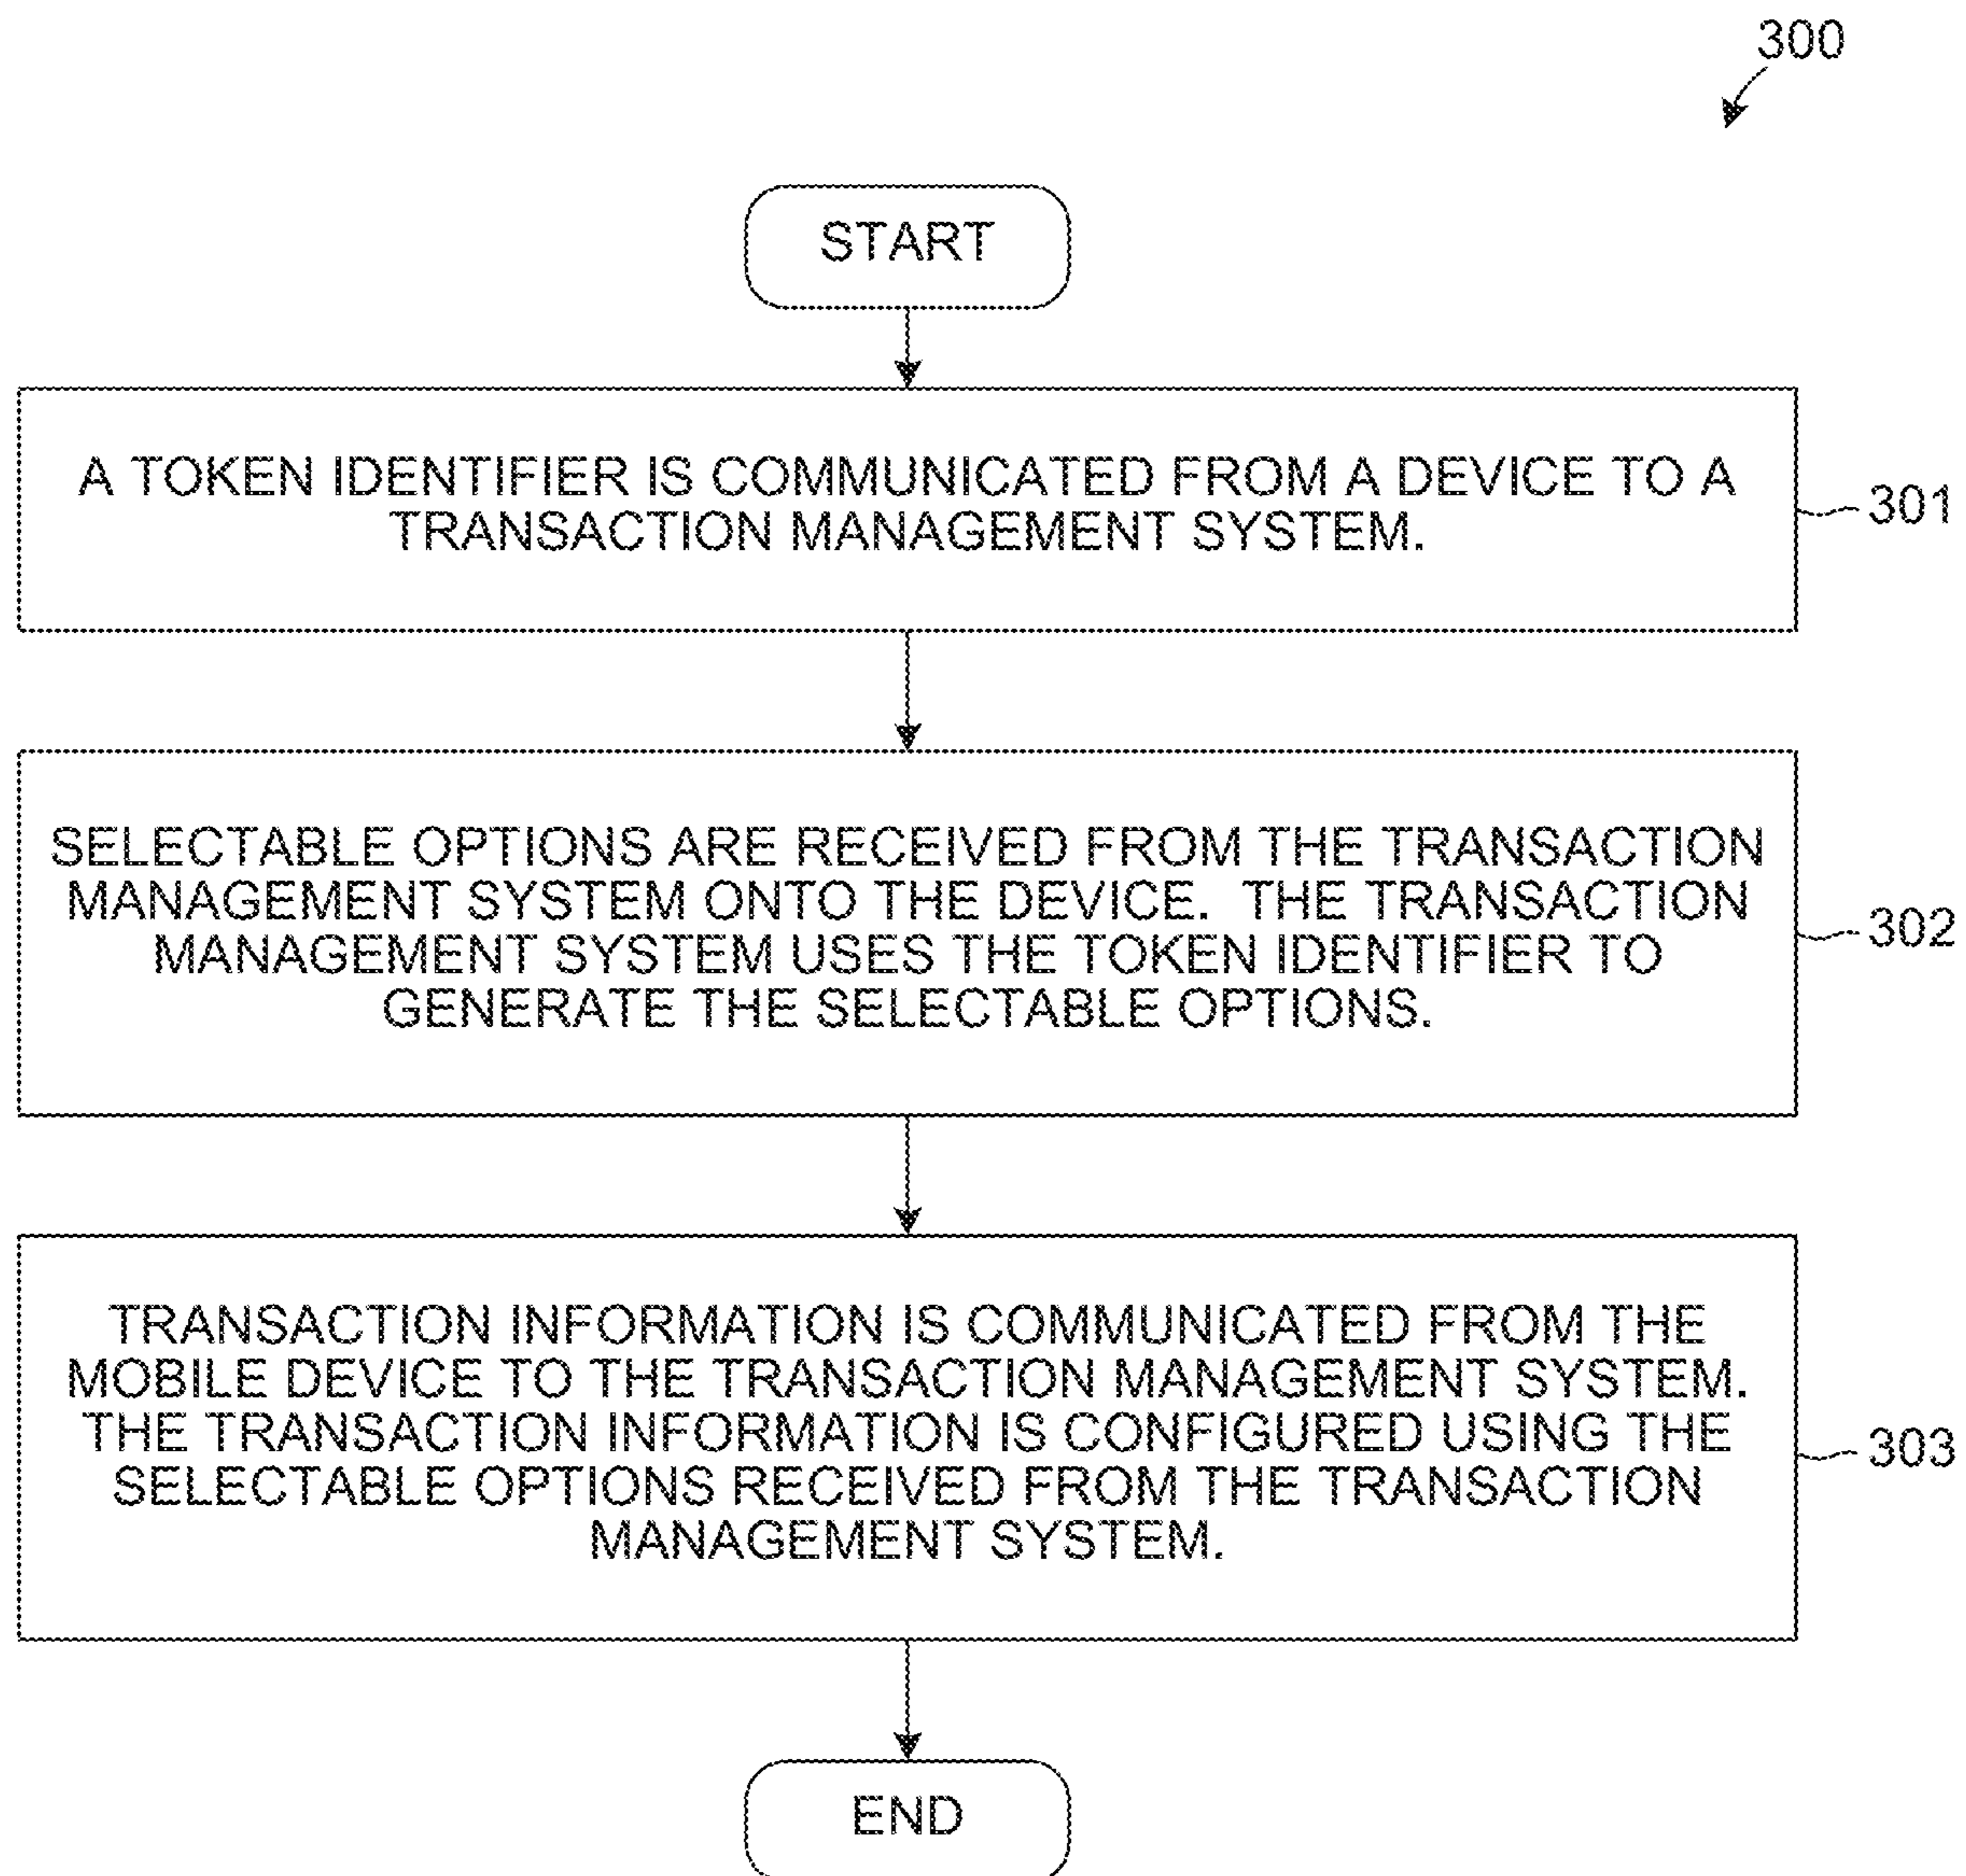 300
START
A TOKEN IDENTIFIER IS COMMUNICATED FROM A DEVICE TO A
TRANSACTION MANAGEMENT SYSTEM.
301
SELECTABLE OPTIONS ARE RECEIVED FROM THE TRANSACTION
MANAGEMENT SYSTEM ONTO THE DEVICE. THE TRANSACTION
MANAGEMENT SYSTEM USES THE TOKEN IDENTIFIER TO
GENERATE THE SELECTABLE OPTIONS.
302
TRANSACTION INFORMATION IS COMMUNICATED FROM THE
MOBILE DEVICE TO THE TRANSACTION MANAGEMENT SYSTEM.
THE TRANSACTION INFORMATION IS CONFIGURED USING THE
SELECTABLE OPTIONS RECEIVED FROM THE TRANSACTION
MANAGEMENT SYSTEM.
303
END